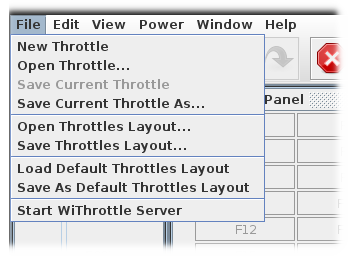 File Edit View Power Window Help
New Throttle
Open Throttle...
Save Current Throttle
Save Current Throttle As...
Panel
Open Throttles Layout...
Save Throttles Layout...
Load Default Throttles Layout
Save As Default Throttles Layout
Start WiThrottle Server
F12